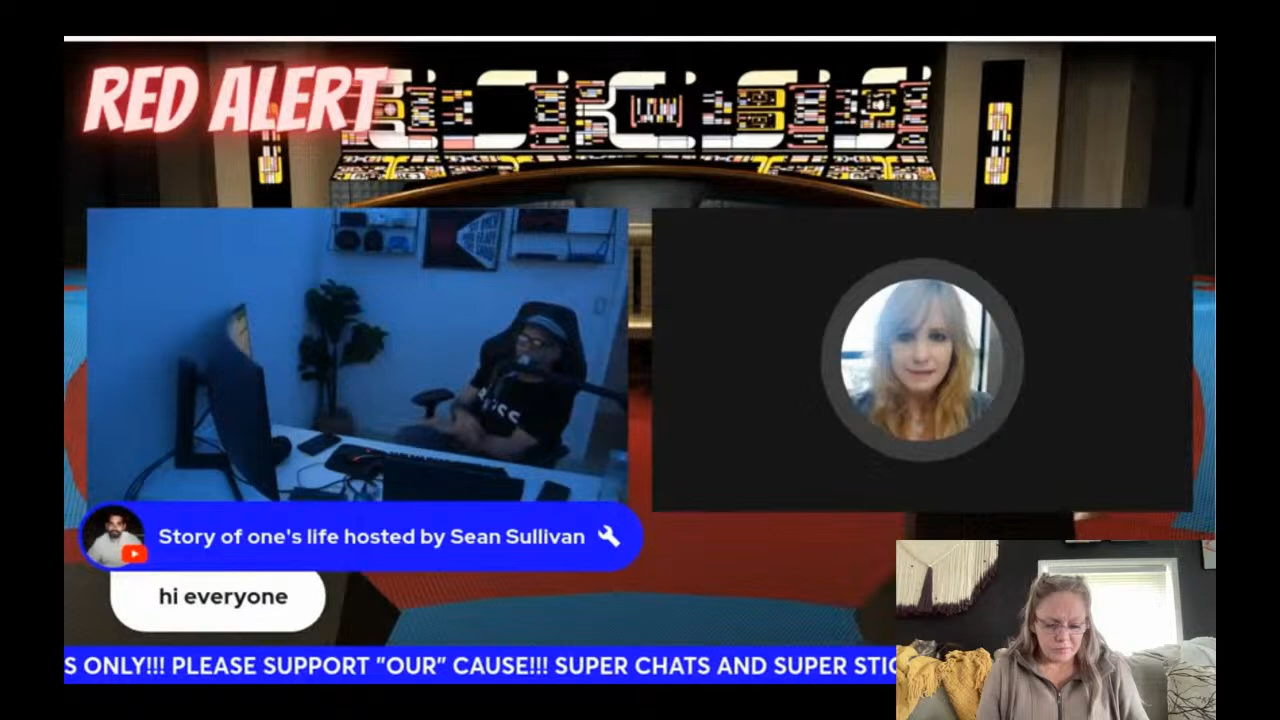 RED ALERT
Story of one's life hosted by Sean Sullivan
hi everyone
S ONLY!!! PLEASE SUPPORT "OUR" CAUSE!!! SUPER CHATS AND SUPER STIC